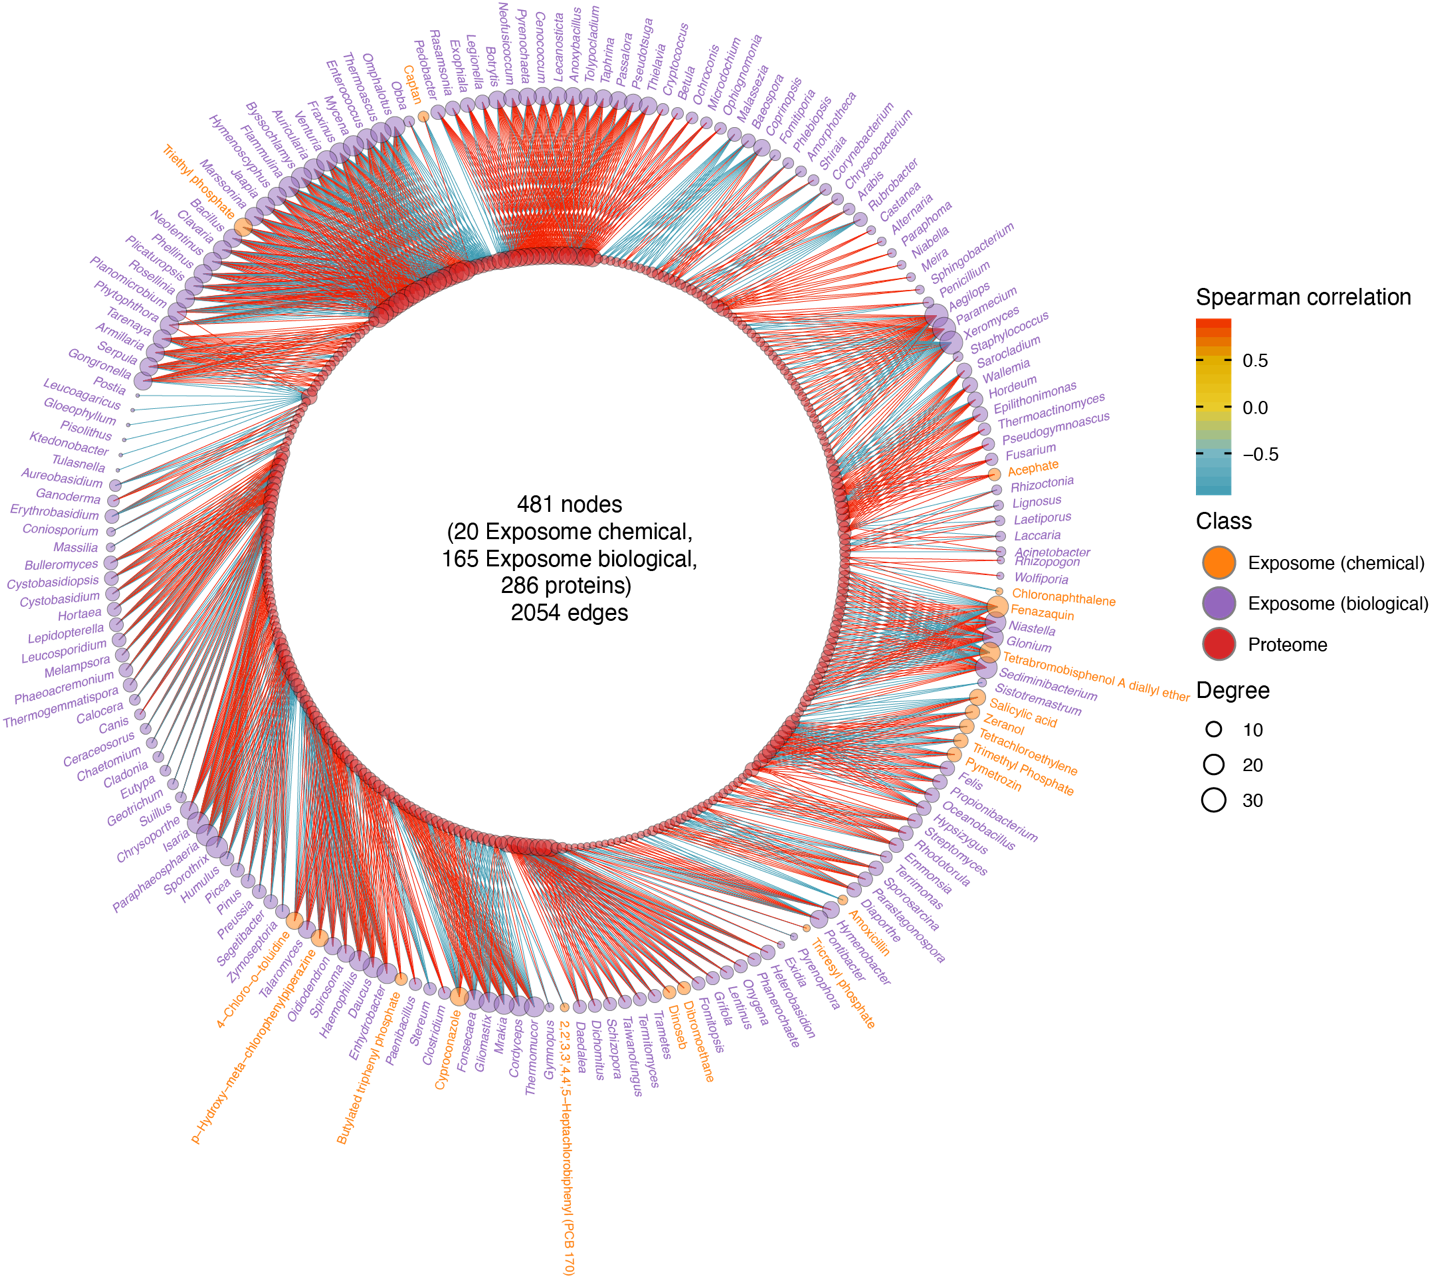 Captan
Pedobacter
Rasamsonia
Exophiala
Legionella
Botrytis
Neofusicoccum
Pyrenochaeta
Cenococcum
Lecanosticta
Anoxybacillus
Tolypocladium
Taphrina
Passalora
Pseudotsuga
Thielavia
Cryptococcus
Betula
Ochroconis
Microdochium
Ophiognomonia
Malassezia
Baeospora
Coprinopsis
Fomitiporia
Phlebiopsis
Amorphotheca
Shiraia
Corynebacterium
Chryseobacterium
Arabis
Rubrobacter
Castanea
Alternaria
Paraphoma
Niabella
Meira
Sphingobacterium
Penicillium
Aegilops
Paramecium
Xeromyces
Staphylococcus
Sarocladium
Wallemia
Hordeum
Epilithonimonas
Thermoactinomyces
Pseudogymnoascus
Fusarium
Acephate
Rhizoctonia
Lignosus
Laetiporus
Laccaria
Acinetobacter
Rhizopogon
Wolfiporia
Chloronaphthalene
Fenazaquin
Niastella
Glonium
Tetrabromobisphenol A diallyl ether
Sediminibacterium
Sistotremastrum
Salicylic acid
Zeranol
Tetrachloroethylene
Trimethyl Phosphate
Pymetrozin
Felis
Propionibacterium
Oceanobacillus
Hypsizygus
Streptomyces
Rhodotorula
Emmonsia
Terrimonas
Sporosarcina
Parastagonospora
Diaporthe
Amoxicillin
Hymenobacter
Pontibacter
Tricresyl phosphate
Pyrenophora
Exidia
Heterobasidion
Phanerochaete
Onygena
Lentinus
Grifola
Fomitopsis
Dibromoethane
Dinoseb
Trametes
Termitomyces
Taiwanofungus
Schizopora
Dichomitus
Daedalea
2,2',3,3',4,4',5−Heptachlorobiphenyl (PCB 170)
Gymnopus
Thermomucor
Cordyceps
Mrakia
Gliomastix
Fonsecaea
Cyproconazole
Clostridium
Stereum
Paenibacillus
Butylated triphenyl phosphate
Enhydrobacter
Daucus
Haemophilus
Spirosoma
Oidiodendron
p−Hydroxy−meta−chlorophenylpiperazine
Talaromyces
4−Chloro−o−toluidine
Zymoseptoria
Segetibacter
Preussia
Pinus
Picea
Humulus
Sporothrix
Paraphaeosphaeria
Isaria
Chrysoporthe
Suillus
Geotrichum
Eutypa
Cladonia
Chaetomium
Ceraceosorus
Canis
Calocera
Thermogemmatispora
Phaeoacremonium
Melampsora
Leucosporidium
Lepidopterella
Hortaea
Cystobasidium
Cystobasidiopsis
Bulleromyces
Massilia
Coniosporium
Erythrobasidium
Ganoderma
Aureobasidium
Tulasnella
Ktedonobacter
Pisolithus
Gloeophyllum
Leucoagaricus
Postia
Gongronella
Serpula
Armillaria
Tarenaya
Phytophthora
Planomicrobium
Rosellinia
Plicaturopsis
Phellinus
Neolentinus
Clavaria
Bacillus
Triethyl phosphate
Marssonina
Jaapia
Hymenoscyphus
Flammulina
Byssochlamys
Auricularia
Venturia
Fraxinus
Mycena
Enterococcus
Thermoascus
Omphalotus
Obba
481 nodes
(20 Exposome chemical,
165 Exposome biological,
286 proteins)
2054 edges
Spearman correlation
0.5
0.0
−0.5
Class
Exposome (chemical)
Exposome (biological)
Proteome
Degree
10
20
30